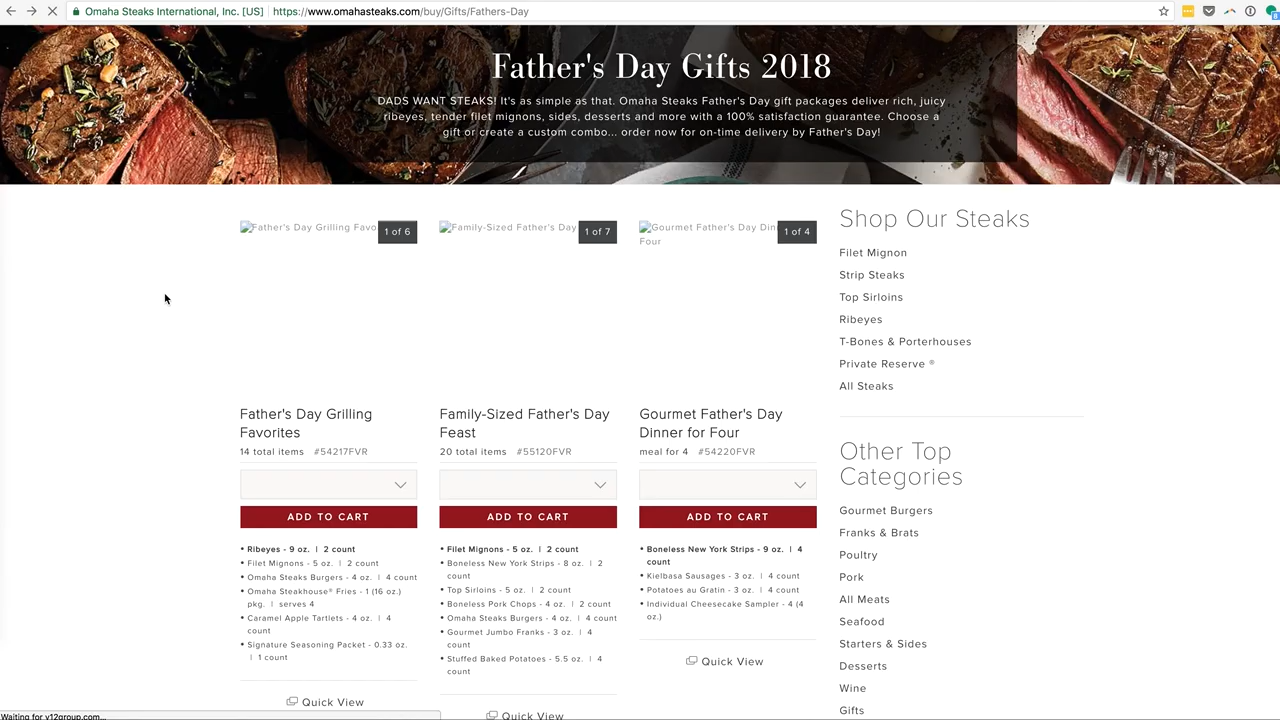 Omaha Steaks International, Inc. [US] https://www.omahasteaks.com/buy/Gifts/Fathers-Day
Father's Day Gifts 2018
DADS WANT STEAKS! It's as simple as that. Omaha Steaks Father's Day gift packages deliver rich, juicy
ribeyes, tender filet mignons, sides, desserts and more with a 100% satisfaction guarantee. Choose a
gift or create a custom combo... order now for on-time delivery by Father's Day!
Father's Day Grilling Favo
1 of 6
Father's Day Grilling
Favorites
14 total items #54217FVR
ADD TO CART
• Ribeyes - 9 oz. | 2 count
• Filet Mignons - 5 oz. | 2 count
• Omaha Steaks Burgers - 4 oz. | 4 count
• Omaha Steakhouse® Fries - 1 (16 oz.)
pkg. | serves 4
• Caramel Apple Tartlets - 4 oz. | 4
count
• Signature Seasoning Packet - 0.33 oz.
| 1 count
Quick View
Family-Sized Father's Day
1 of 7
Family-Sized Father's Day
Feast
20 total items #55120FVR
ADD TO CART
• Filet Mignons - 5 oz. | 2 count
• Boneless New York Strips - 8 oz. | 2
count
• Top Sirloins - 5 oz. | 2 count
• Boneless Pork Chops - 4 oz. | 2 count
• Omaha Steaks Burgers - 4 oz. | 4 count
• Gourmet Jumbo Franks - 3 oz. | 4
count
• Stuffed Baked Potatoes - 5.5 oz. | 4
count
Quick View
Gourmet Father's Day Din
Four
1 of 4
Gourmet Father's Day
Dinner for Four
meal for 4 #54220FVR
ADD TO CART
• Boneless New York Strips - 9 oz. | 4
count
• Kielbasa Sausages - 3 oz. | 4 count
• Potatoes au Gratin - 3 oz. | 4 count
• Individual Cheesecake Sampler - 4 (4
oz.)
Quick View
Shop Our Steaks
Filet Mignon
Strip Steaks
Top Sirloins
Ribeyes
T-Bones & Porterhouses
Private Reserve ®
All Steaks
Other Top
Categories
Gourmet Burgers
Franks & Brats
Poultry
Pork
All Meats
Seafood
Starters & Sides
Desserts
Wine
Gifts
Waiting for v12group.com...